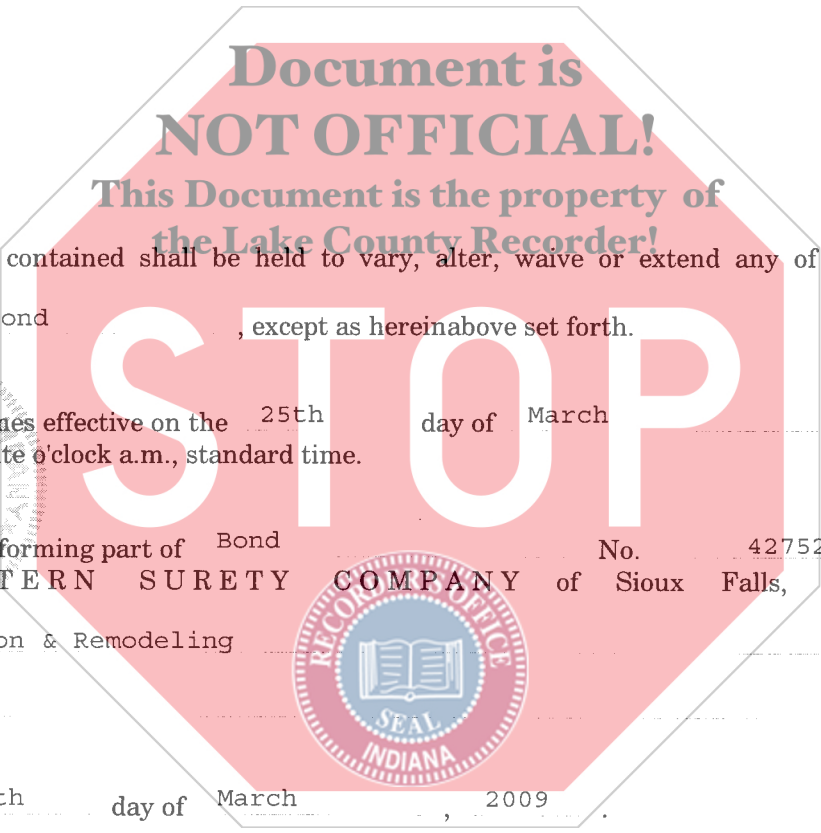 Document is
NOT OFFICIAL!
This Document is the property of
the Lake County Recorder!
contained shall be held to vary, alter, waive or extend any of
ond , except as hereinabove set forth.
STOP
nes effective on the 25th day of March
te o'clock a.m., standard time.
forming part of Bond No. 42752
TERN SURETY COMPANY of Sioux Falls,
on & Remodeling
RECORDER'S OFFICE
SEAL
INDIANA
th day of March , 2009 .